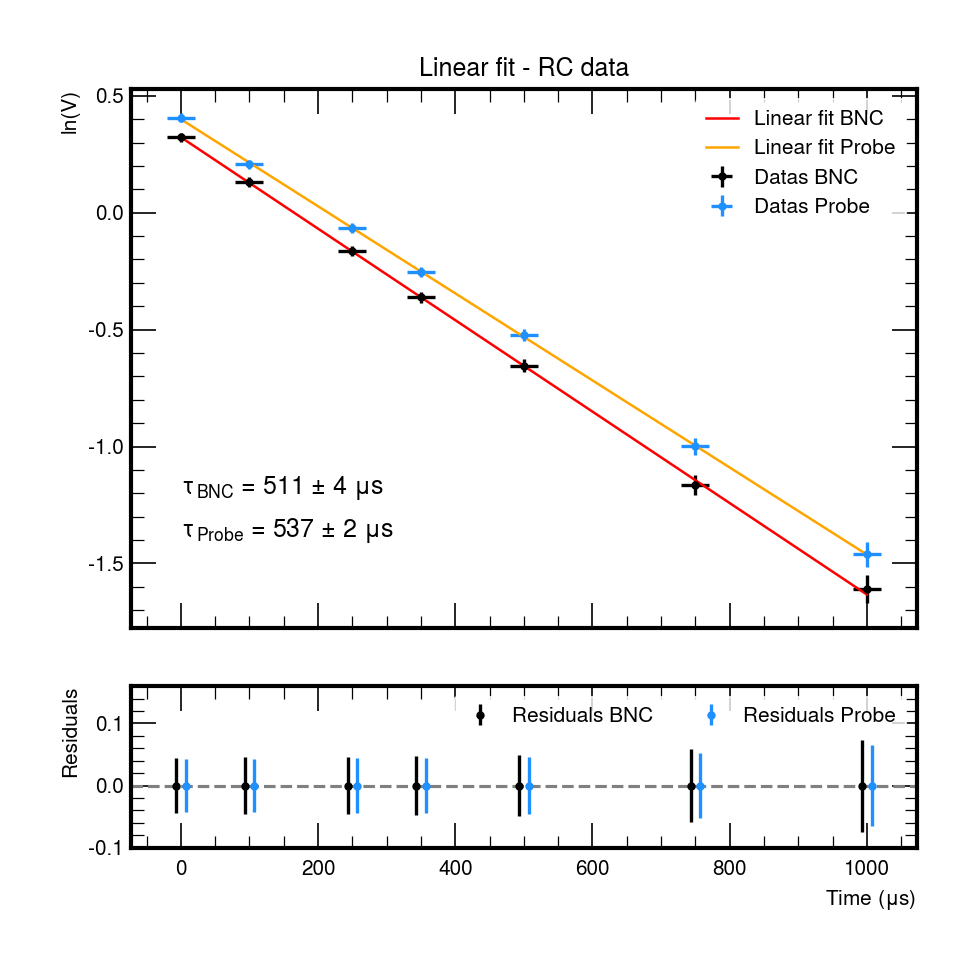 Linear fit - RC data
ln(V)
0.5
0.0
-0.5
-1.0
-1.5
Linear fit BNC
Linear fit Probe
Datas BNC
Datas Probe
τ BNC = 511 ± 4 µs
τ Probe = 537 ± 2 µs
Residuals
0.1
0.0
-0.1
Residuals BNC
Residuals Probe
0 200 400 600 800 1000
Time (µs)